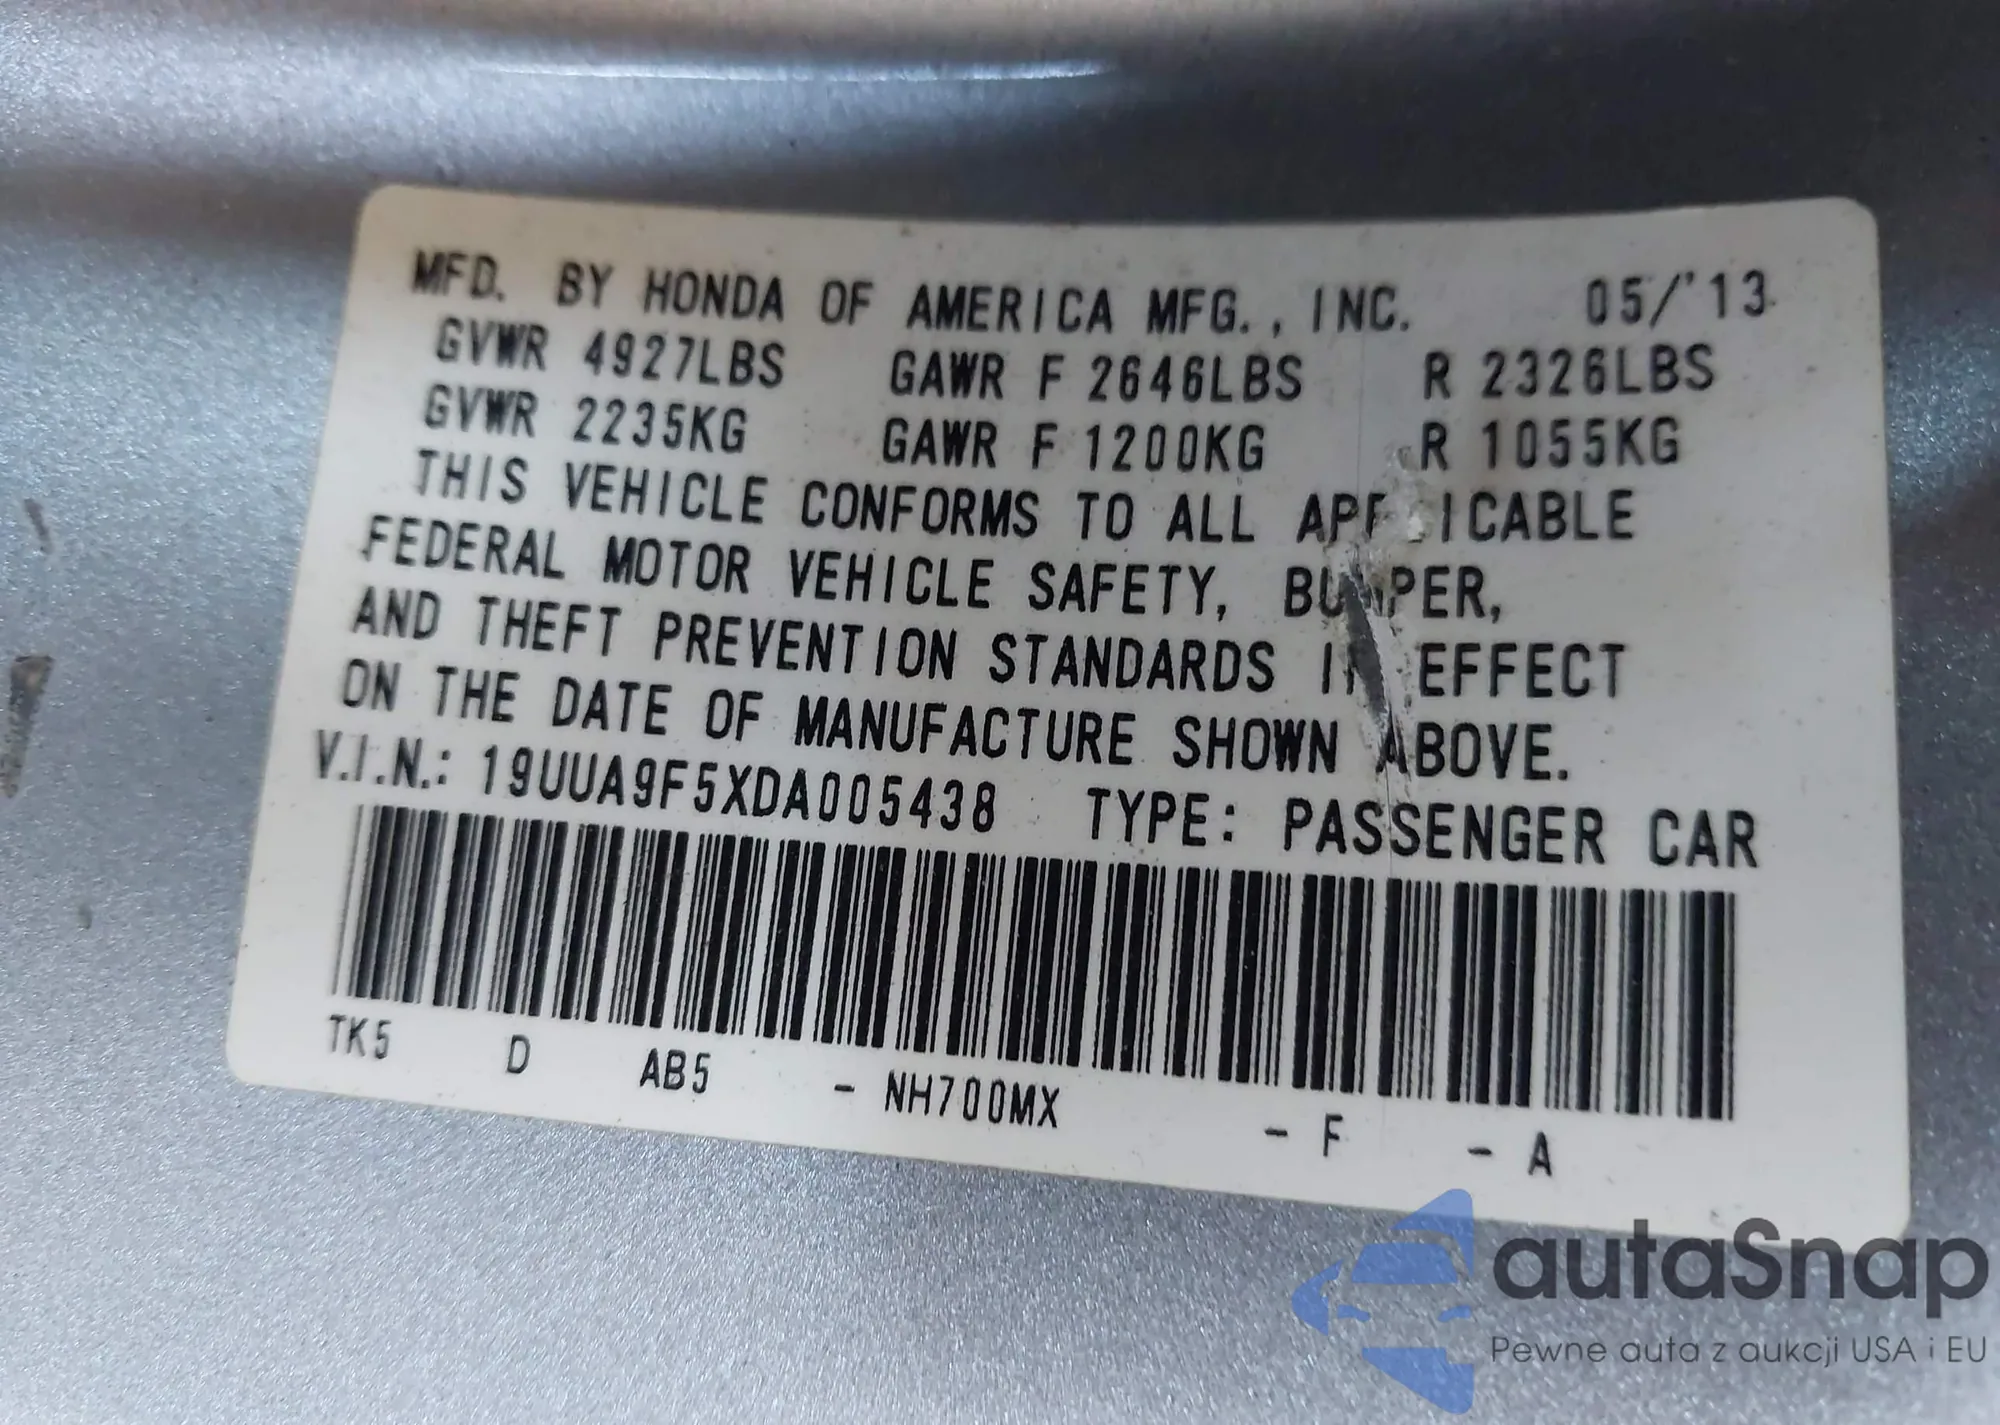 MFD. BY HONDA OF AMERICA MFG., INC. 05/'13
GVWR 4927LBS GAWR F 2646LBS R 2326LBS
GVWR 2235KG GAWR F 1200KG R 1055KG
THIS VEHICLE CONFORMS TO ALL APPLICABLE
FEDERAL MOTOR VEHICLE SAFETY, BUMPER,
AND THEFT PREVENTION STANDARDS IN EFFECT
ON THE DATE OF MANUFACTURE SHOWN ABOVE.
V.I.N.: 19UUA9F5XDA005438 TYPE: PASSENGER CAR
TK5 D AB5 - NH700MX - F - A
autaSnap
Pewne auta z aukcji USA i EU